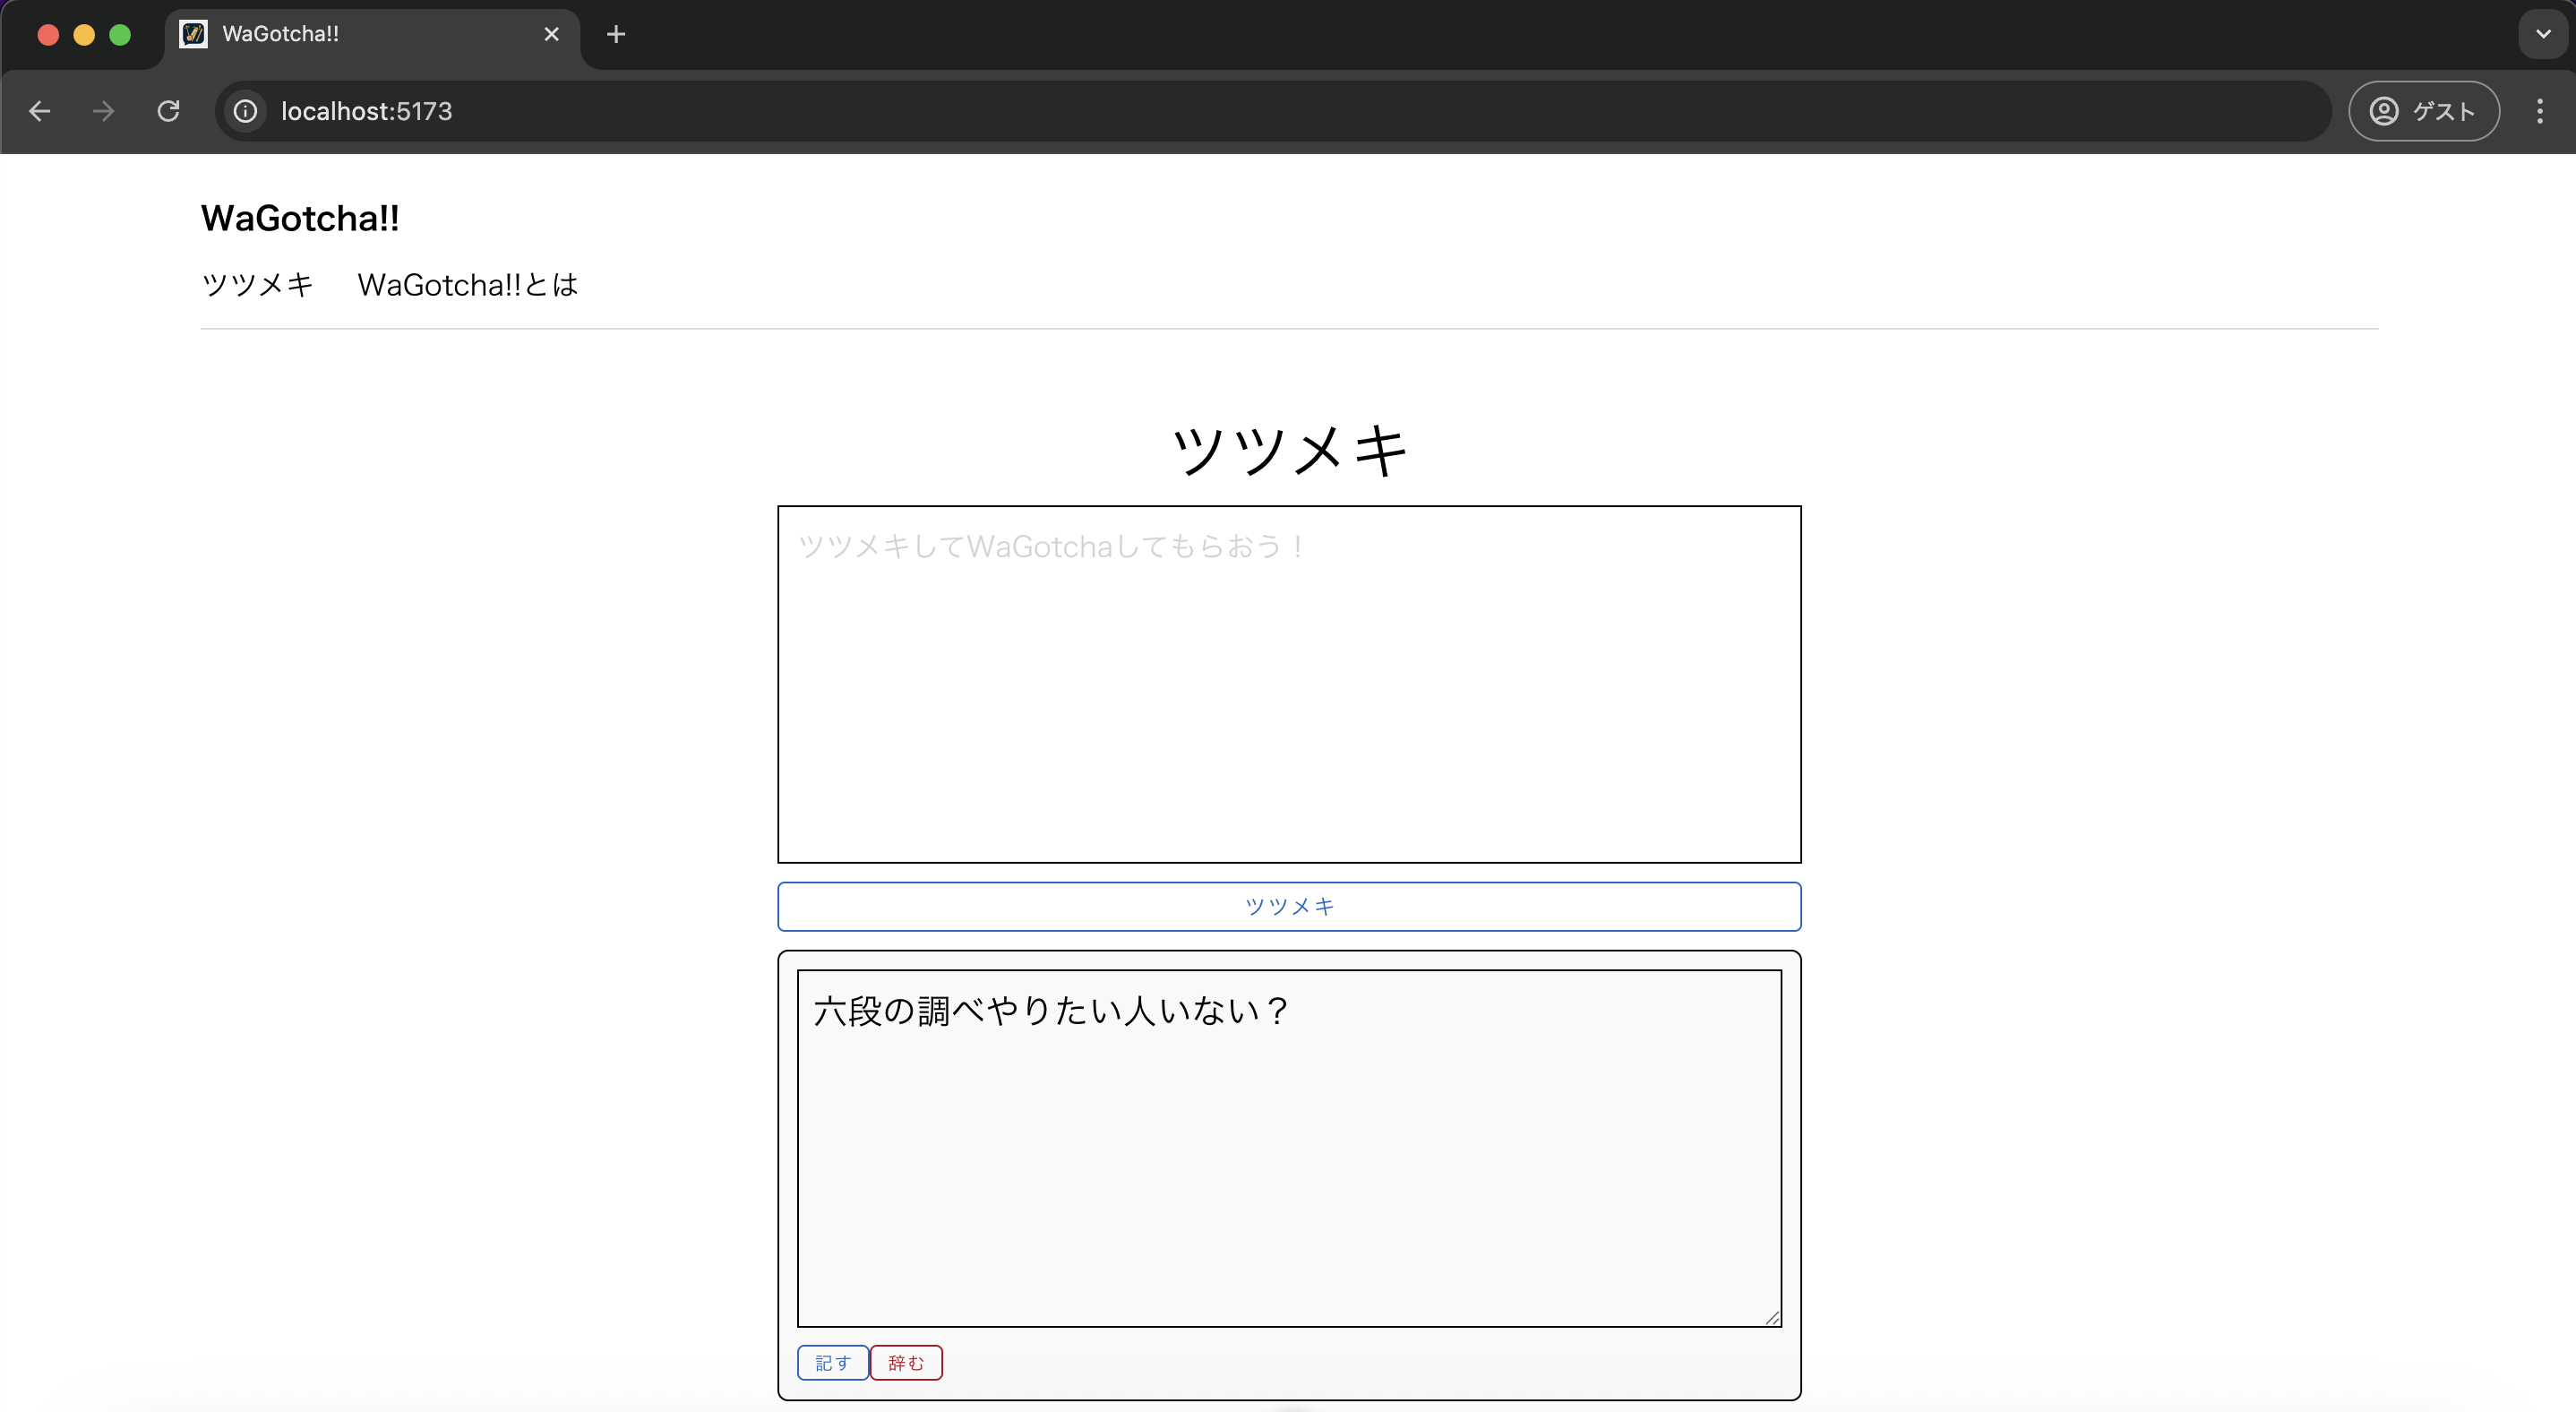 WaGotcha!!
localhost:5173
ゲスト
WaGotcha!!
ツツメキ WaGotcha!!とは
ツツメキ
ツツメキしてWaGotchaしてもらおう！
ツツメキ
六段の調べやりたい人いない？
記す 辞む